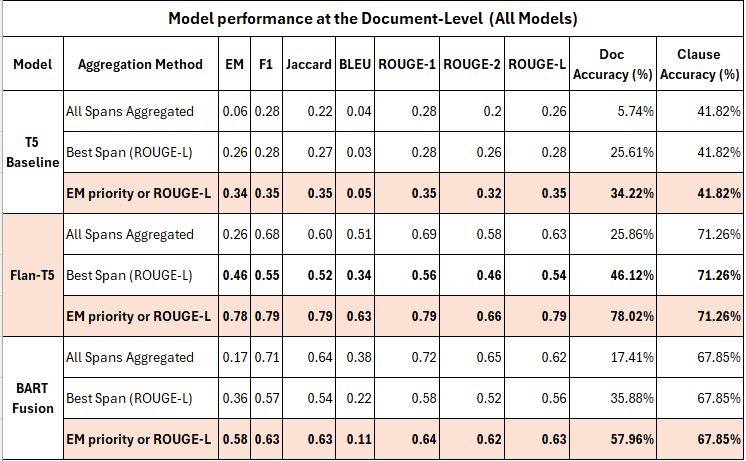 Model performance at the Document-Level (All Models)
Model Aggregation Method EM F1 Jaccard BLEU ROUGE-1 ROUGE-2 ROUGE-L Doc Accuracy (%) Clause Accuracy (%)
T5 Baseline
All Spans Aggregated 0.06 0.28 0.22 0.04 0.28 0.2 0.26 5.74% 41.82%
Best Span (ROUGE-L) 0.26 0.28 0.27 0.03 0.28 0.26 0.28 25.61% 41.82%
EM priority or ROUGE-L 0.34 0.35 0.35 0.05 0.35 0.32 0.35 34.22% 41.82%
Flan-T5
All Spans Aggregated 0.26 0.68 0.60 0.51 0.69 0.58 0.63 25.86% 71.26%
Best Span (ROUGE-L) 0.46 0.55 0.52 0.34 0.56 0.46 0.54 46.12% 71.26%
EM priority or ROUGE-L 0.78 0.79 0.79 0.63 0.79 0.66 0.79 78.02% 71.26%
BART Fusion
All Spans Aggregated 0.17 0.71 0.64 0.38 0.72 0.65 0.62 17.41% 67.85%
Best Span (ROUGE-L) 0.36 0.57 0.54 0.22 0.58 0.52 0.56 35.88% 67.85%
EM priority or ROUGE-L 0.58 0.63 0.63 0.11 0.64 0.62 0.63 57.96% 67.85%